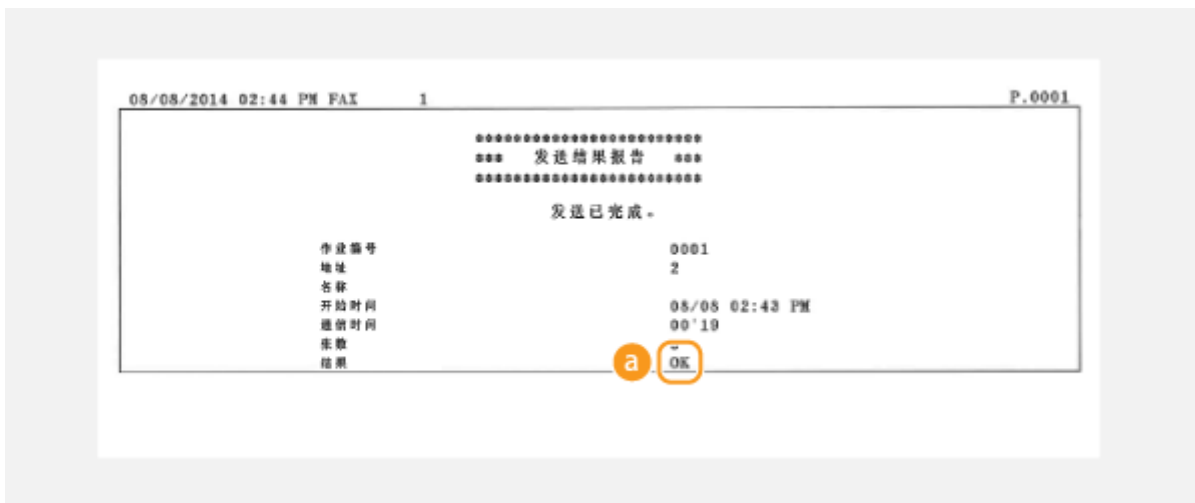 08/08/2014 02:44 PM FAX 1 P.0001
************************
*** 发送结果报告 ***
************************
发送已完成。
作业编号 0001
地址 2
名称
开始时间 08/08 02:43 PM
通信时间 00'19
张数
结果 a OK